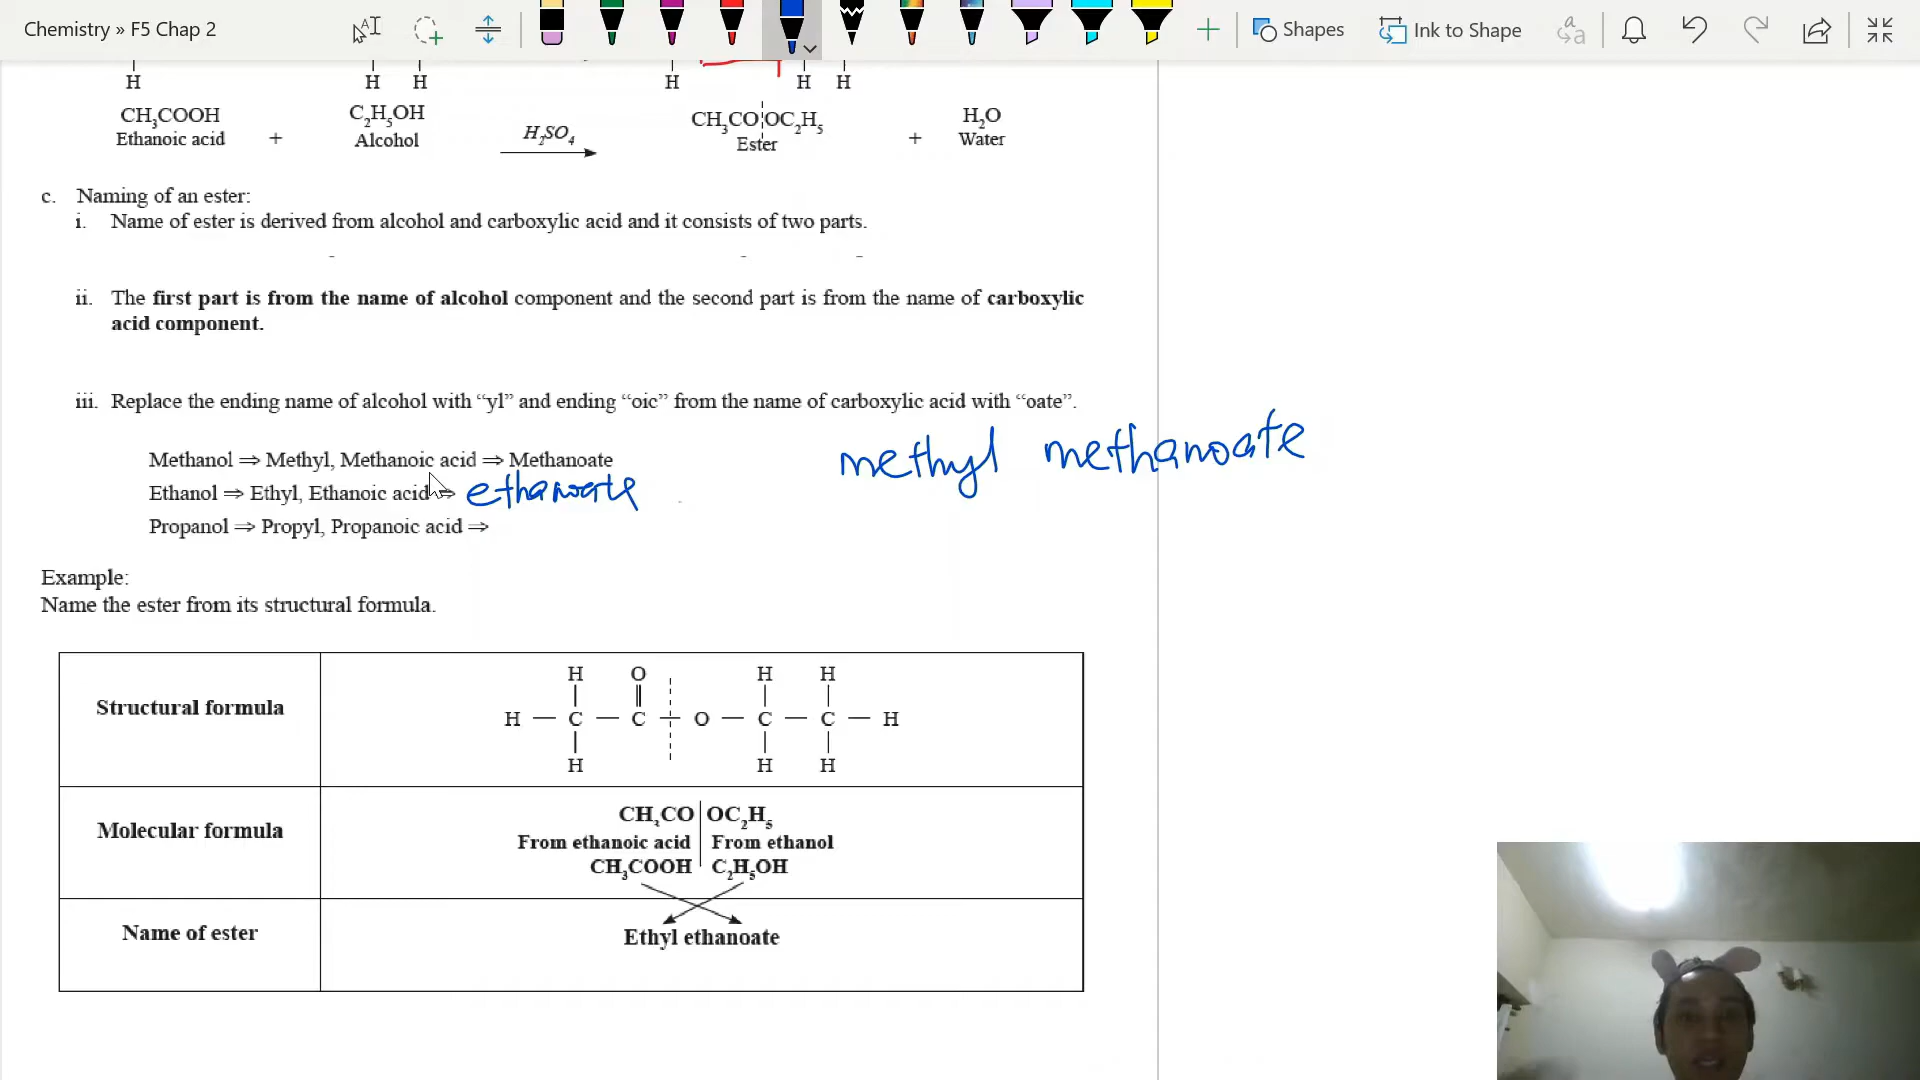 Chemistry » F5 Chap 2
Shapes
Ink to Shape
H H H H H H
CH₃COOH + C₂H₅OH H₂SO₄ CH₃CO OC₂H₅ + H₂O
Ethanoic acid Alcohol Ester Water
c. Naming of an ester:
i. Name of ester is derived from alcohol and carboxylic acid and it consists of two parts.
ii. The first part is from the name of alcohol component and the second part is from the name of carboxylic
acid component.
iii. Replace the ending name of alcohol with “yl” and ending “oic” from the name of carboxylic acid with “oate”.
methyl methanoate
Methanol ⇒ Methyl, Methanoic acid ⇒ Methanoate
Ethanol ⇒ Ethyl, Ethanoic acid ⇒ ethanoate
Propanol ⇒ Propyl, Propanoic acid ⇒
Example:
Name the ester from its structural formula.
Structural formula
H O H H
H — C — C — O — C — C — H
H H H
Molecular formula
CH₃CO OC₂H₅
From ethanoic acid From ethanol
CH₃COOH C₂H₅OH
Name of ester
Ethyl ethanoate